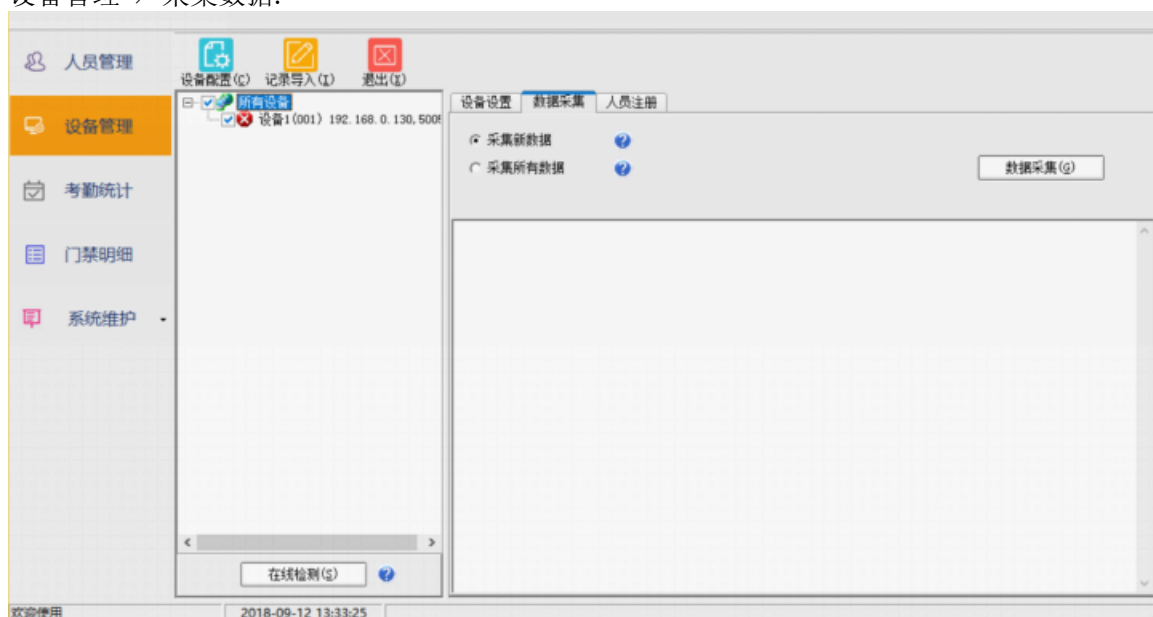 设备管理 / 采集数据:
人员管理
设备管理
考勤统计
门禁明细
系统维护
设备配置(C) 记录导入(I) 退出(X)
所有设备
设备1(001) 192.168.0.130,5005
设备设置 数据采集 人员注册
采集新数据
采集所有数据
数据采集(G)
在线检测(S)
欢迎使用 2018-09-12 13:33:25